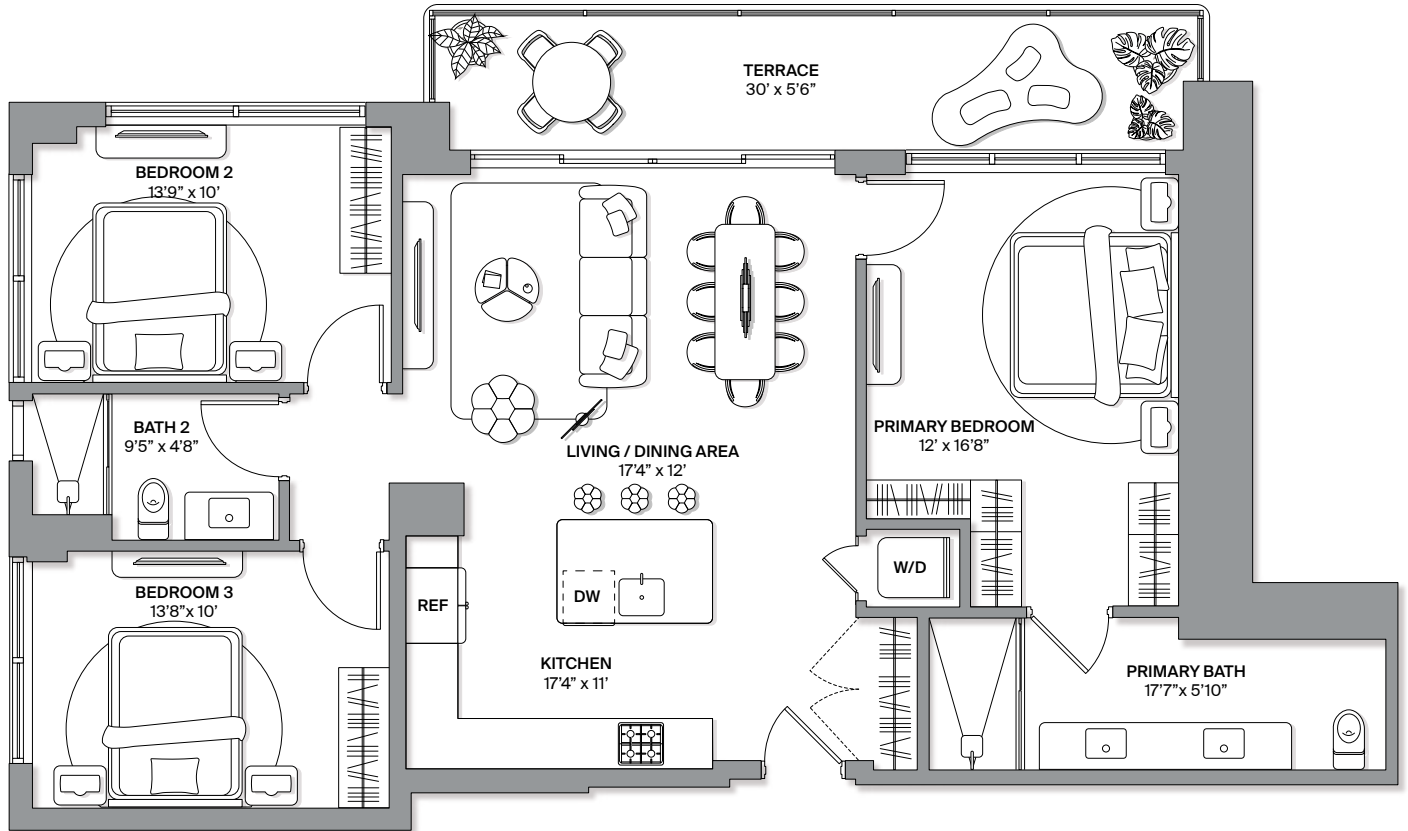 TERRACE
30’ x 5’6”
BEDROOM 2
13’9” x 10’
BATH 2
9’5” x 4’8”
LIVING / DINING AREA
17’4” x 12’
PRIMARY BEDROOM
12’ x 16’8”
W/D
REF
DW
BEDROOM 3
13’8”x 10’
KITCHEN
17’4” x 11’
PRIMARY BATH
17’7”x 5’10”